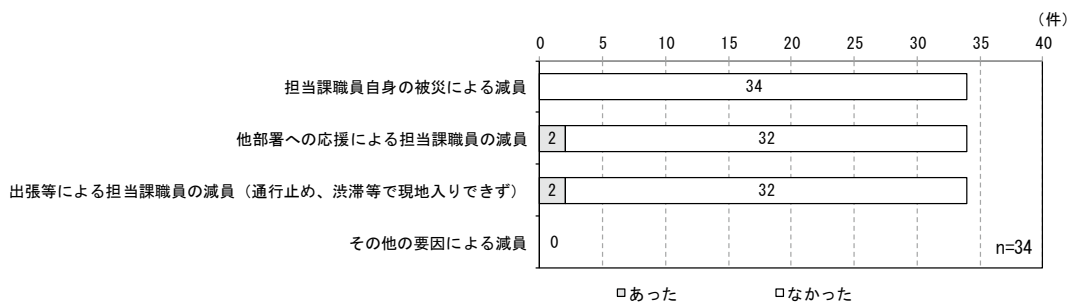 （件）
0 5 10 15 20 25 30 35 40
担当課職員自身の被災による減員 34
他部署への応援による担当課職員の減員 2 32
出張等による担当課職員の減員（通行止め、渋滞等で現地入りできず） 2 32
その他の要因による減員 0
n=34
あった なかった